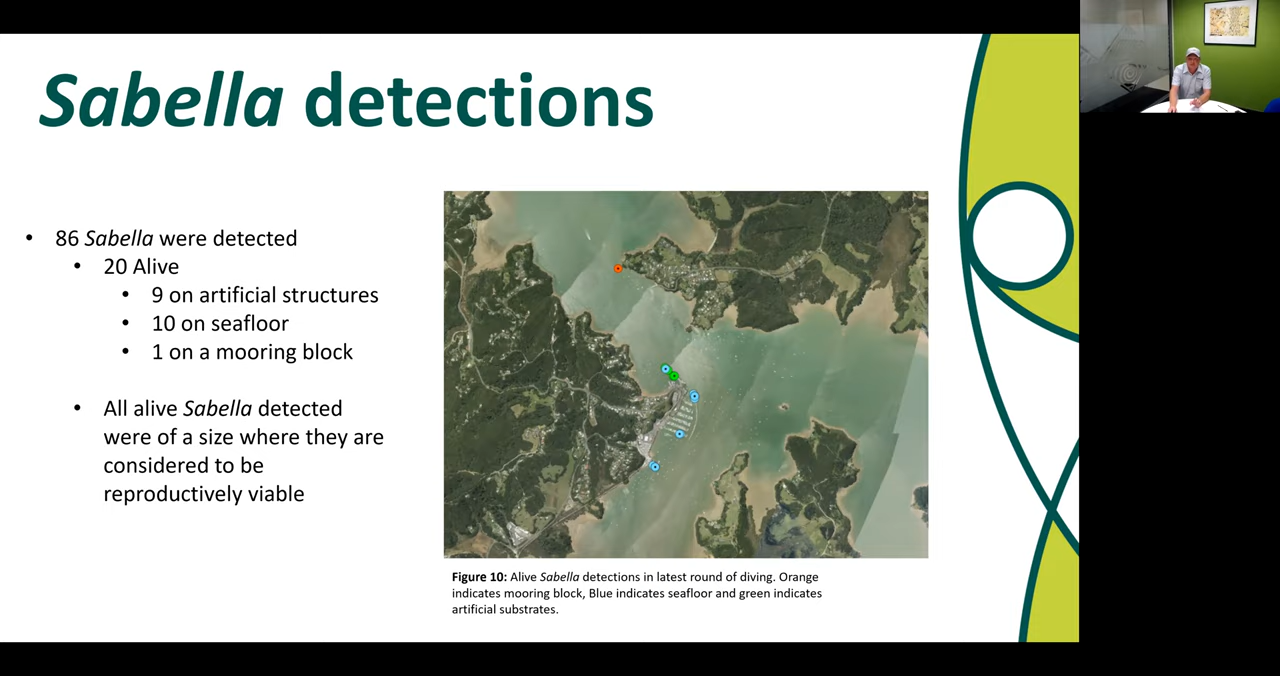 Sabella detections
• 86 Sabella were detected
• 20 Alive
• 9 on artificial structures
• 10 on seafloor
• 1 on a mooring block
• All alive Sabella detected
were of a size where they are
considered to be
reproductively viable
Figure 10: Alive Sabella detections in latest round of diving. Orange
indicates mooring block, Blue indicates seafloor and green indicates
artificial substrates.